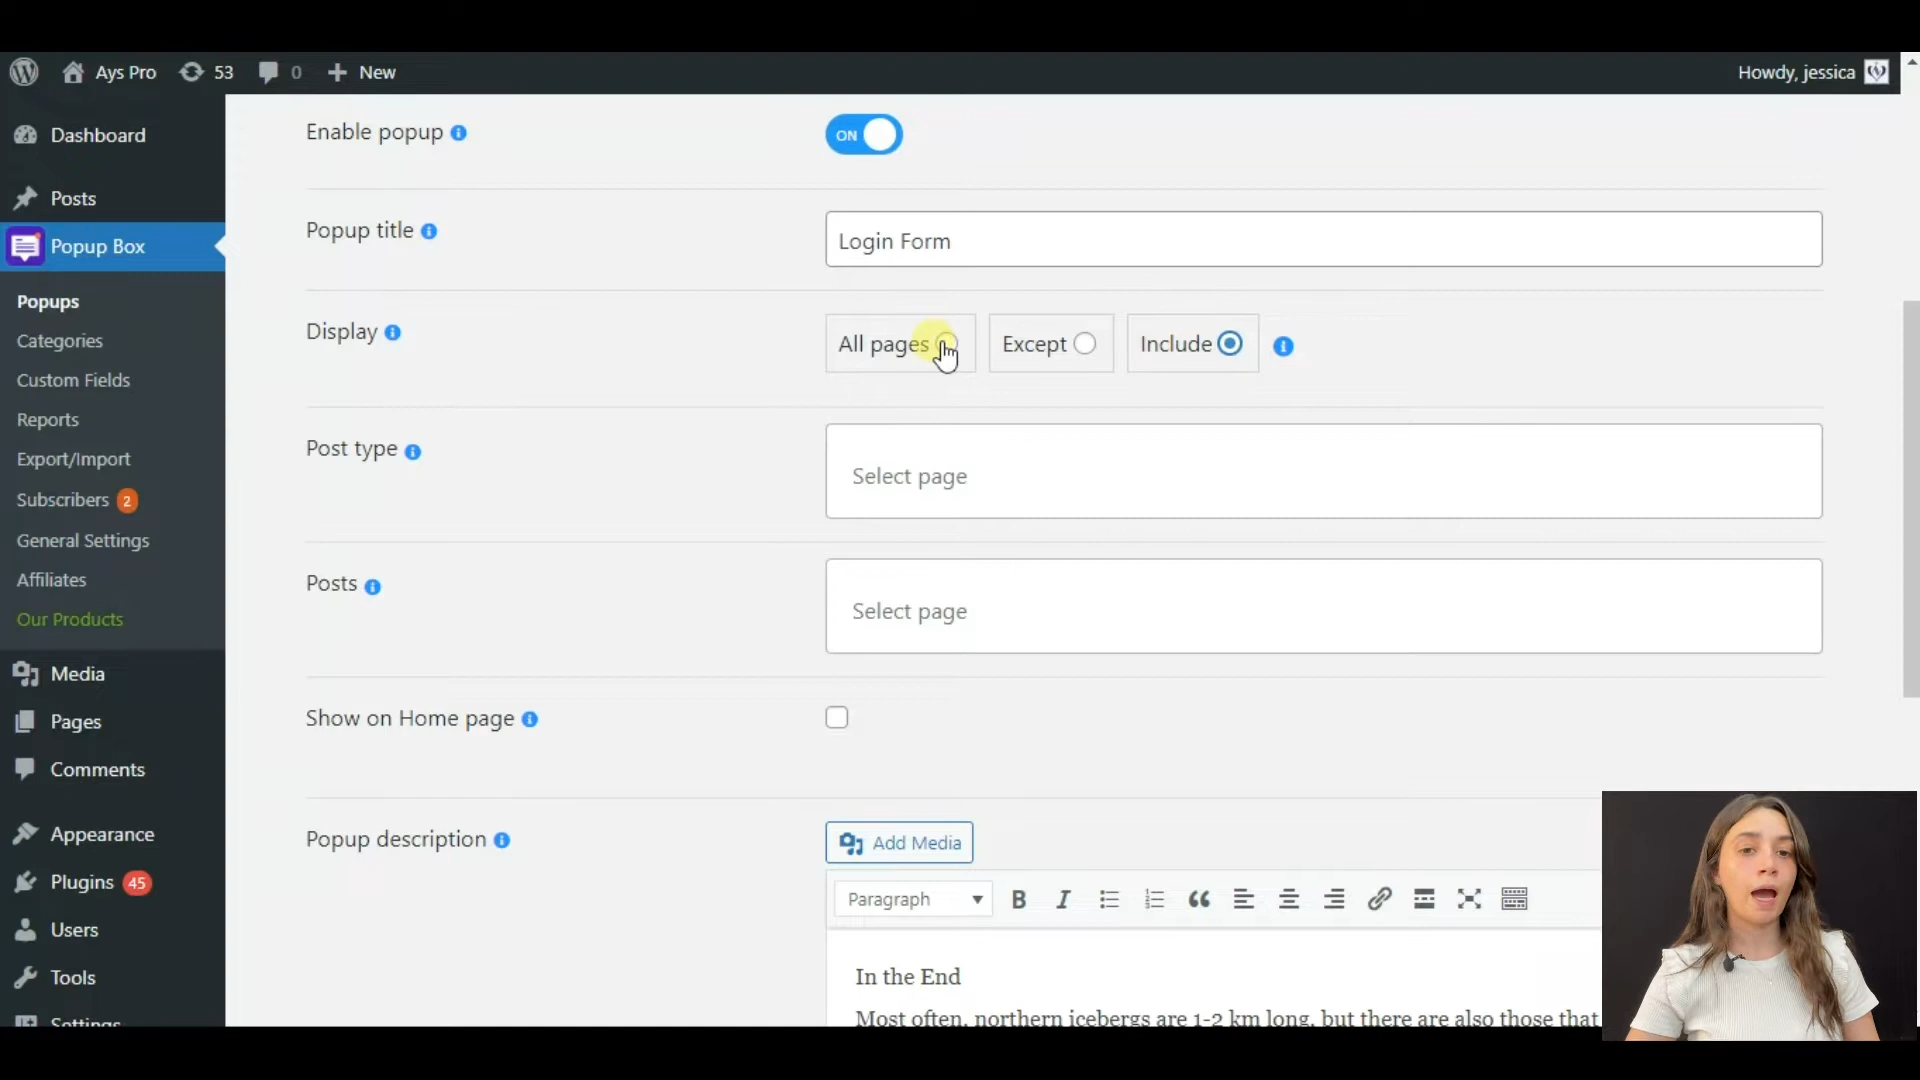 Ays Pro 53 0 New Howdy, jessica
Dashboard
Posts
Popup Box
Popups
Categories
Custom Fields
Reports
Export/Import
Subscribers 2
General Settings
Affiliates
Our Products
Media
Pages
Comments
Appearance
Plugins 45
Users
Tools
Settings
Enable popup ON
Popup title Login Form
Display All pages Except Include
Post type Select page
Posts Select page
Show on Home page
Popup description Add Media
Paragraph
In the End
Most often, northern icebergs are 1-2 km long, but there are also those that